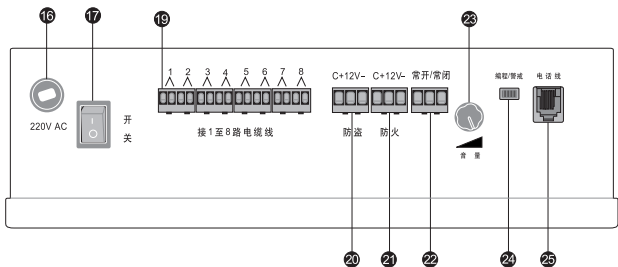 16 17 19 23
1 2 3 4 5 6 7 8
C+12V- C+12V- 常开/常闭
编程/警戒 电话线
220V AC
开
关
I
O
接1至8路电缆线
防盗 防火
音量
20 21 22 24 25